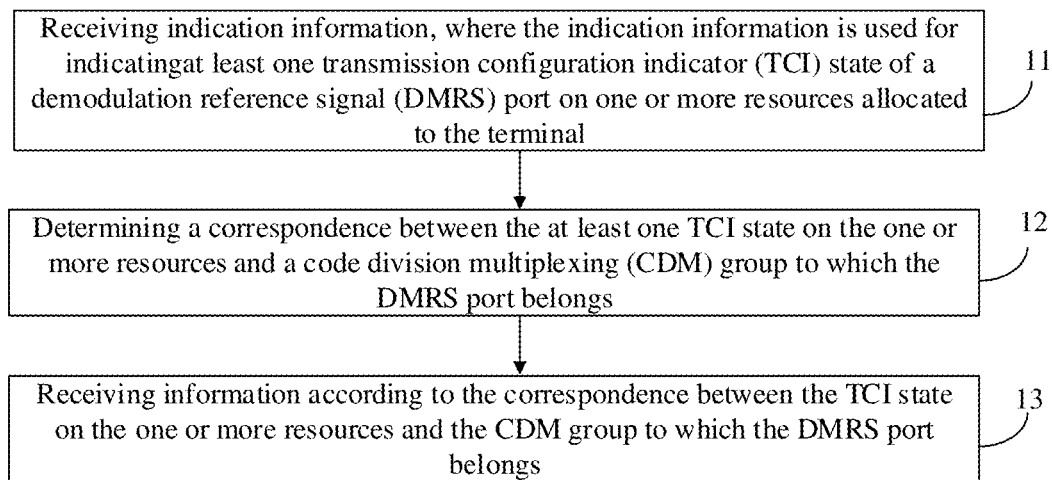 Receiving indication information, where the indication information is used for
indicatingat least one transmission configuration indicator (TCI) state of a
demodulation reference signal (DMRS) port on one or more resources allocated
to the terminal
11
Determining a correspondence between the at least one TCI state on the one or
more resources and a code division multiplexing (CDM) group to which the
DMRS port belongs
12
Receiving information according to the correspondence between the TCI state
on the one or more resources and the CDM group to which the DMRS port
belongs
13